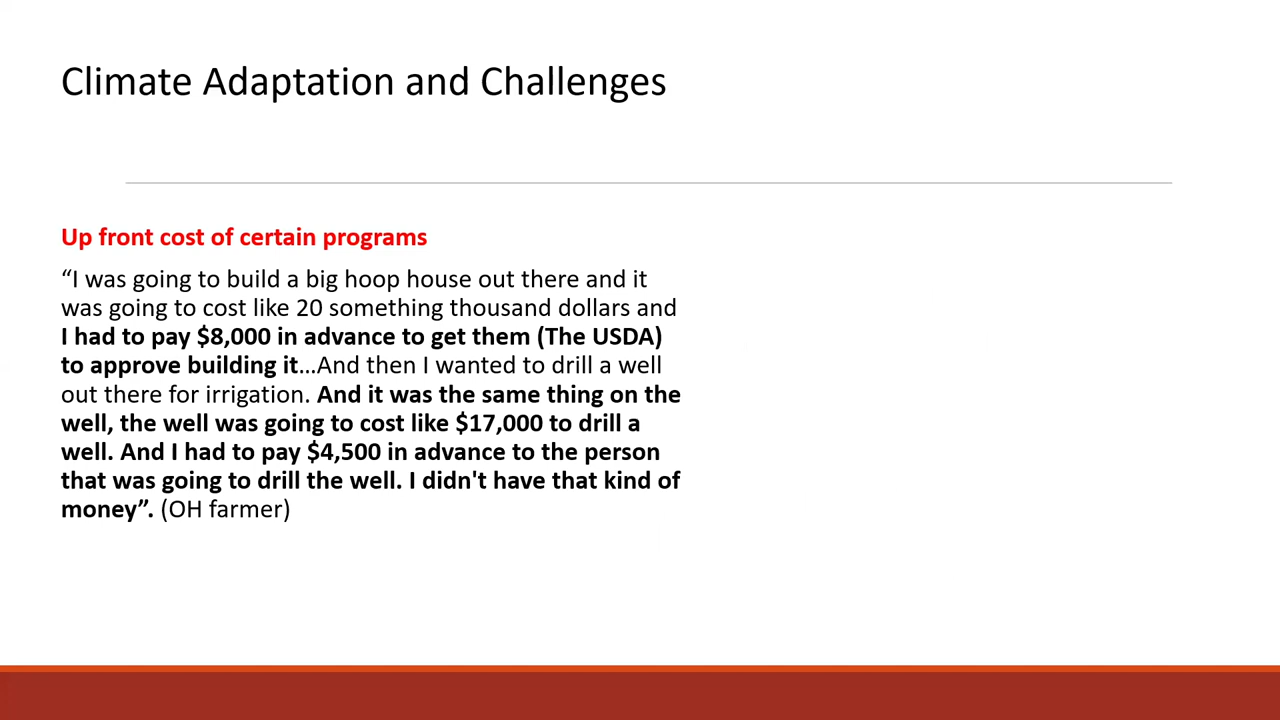 Climate Adaptation and Challenges
Up front cost of certain programs
“I was going to build a big hoop house out there and it
was going to cost like 20 something thousand dollars and
I had to pay $8,000 in advance to get them (The USDA)
to approve building it…And then I wanted to drill a well
out there for irrigation. And it was the same thing on the
well, the well was going to cost like $17,000 to drill a
well. And I had to pay $4,500 in advance to the person
that was going to drill the well. I didn't have that kind of
money”. (OH farmer)